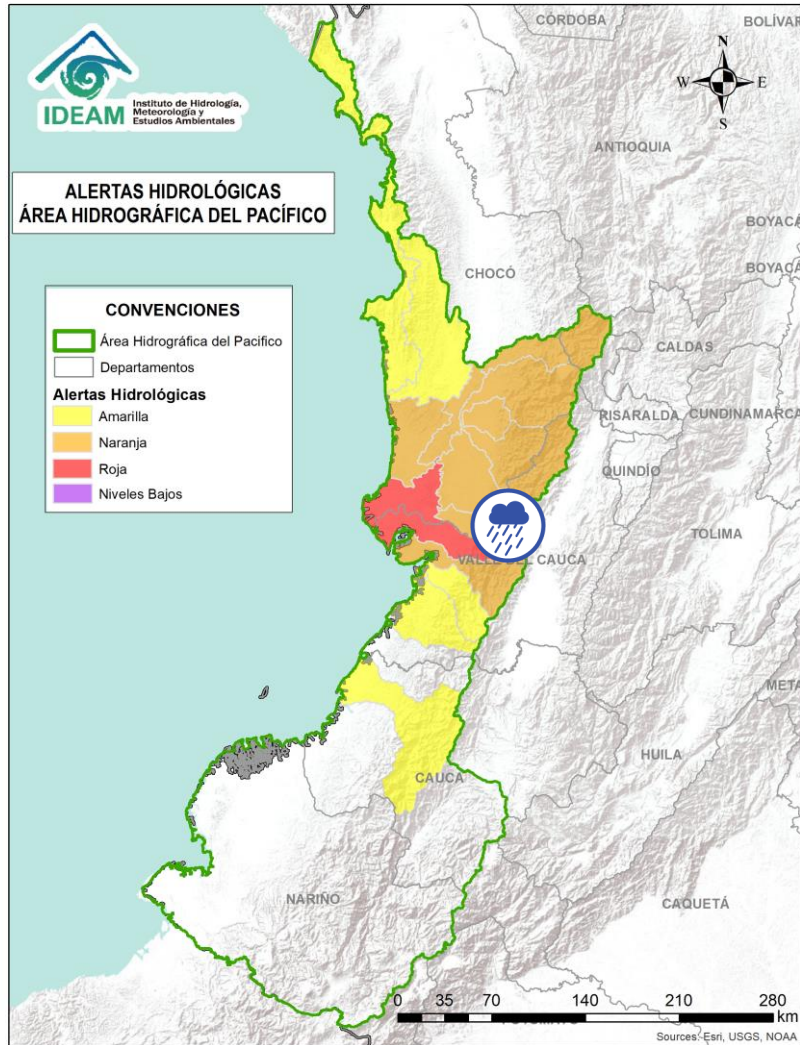 IDEAM
Instituto de Hidrología,
Meteorología y
Estudios Ambientales
ALERTAS HIDROLÓGICAS
ÁREA HIDROGRÁFICA DEL PACÍFICO
CONVENCIONES
Área Hidrográfica del Pacifico
Departamentos
Alertas Hidrológicas
Amarilla
Naranja
Roja
Niveles Bajos
N
W E
S
CÓRDOBA
BOLÍVAR
ANTIOQUIA
BOYACÁ
BOYACÁ
CHOCÓ
CALDAS
RISARALDA
CUNDINAMARCA
QUINDÍO
TOLIMA
VALLE DEL CAUCA
META
HUILA
CAUCA
NARIÑO
CAQUETÁ
0 35 70 140 210 280
km
Sources: Esri, USGS, NOAA